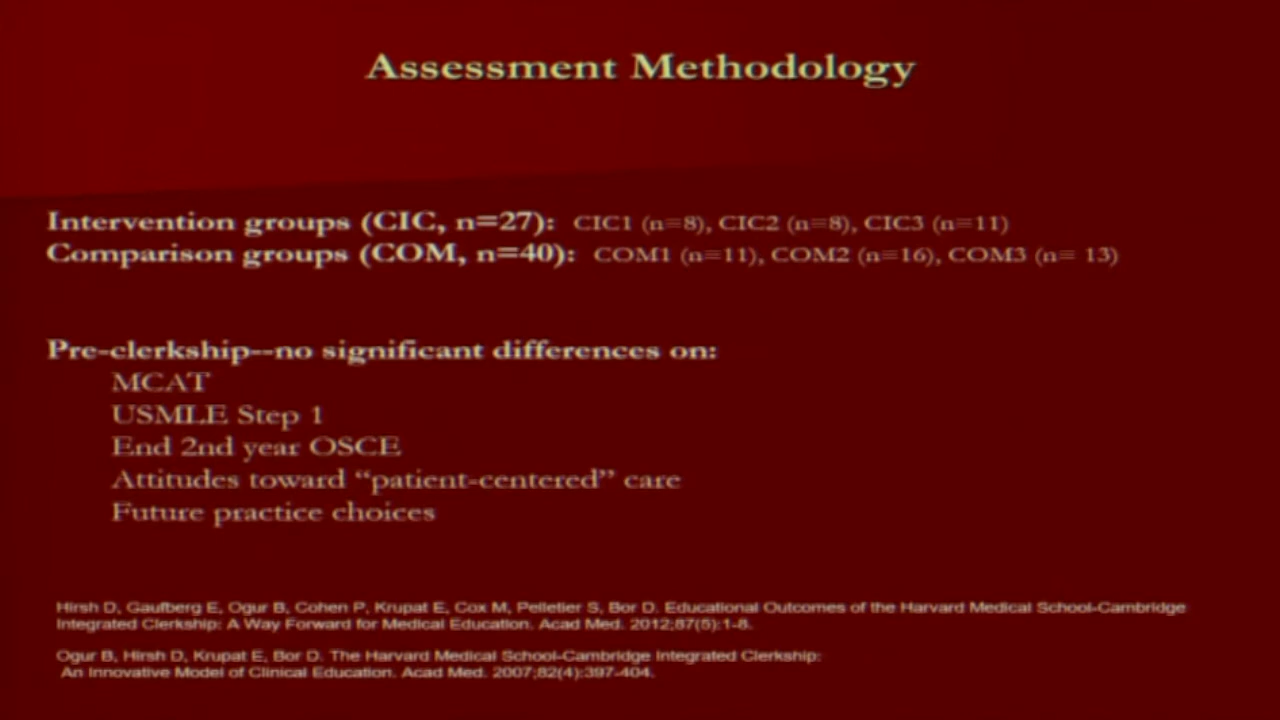 Assessment Methodology
Intervention groups (CIC, n=27): CIC1 (n=8), CIC2 (n=8), CIC3 (n=11)
Comparison groups (COM, n=40): COM1 (n=11), COM2 (n=16), COM3 (n= 13)
Pre-clerkship--no significant differences on:
MCAT
USMLE Step 1
End 2nd year OSCE
Attitudes toward “patient-centered” care
Future practice choices
Hirsh D, Gaufberg E, Ogur B, Cohen P, Krupat E, Cox M, Pelletier S, Bor D. Educational Outcomes of the Harvard Medical School-Cambridge
Integrated Clerkship: A Way Forward for Medical Education. Acad Med. 2012;87(5):1-8.
Ogur B, Hirsh D, Krupat E, Bor D. The Harvard Medical School-Cambridge Integrated Clerkship:
An Innovative Model of Clinical Education. Acad Med. 2007;82(4):397-404.